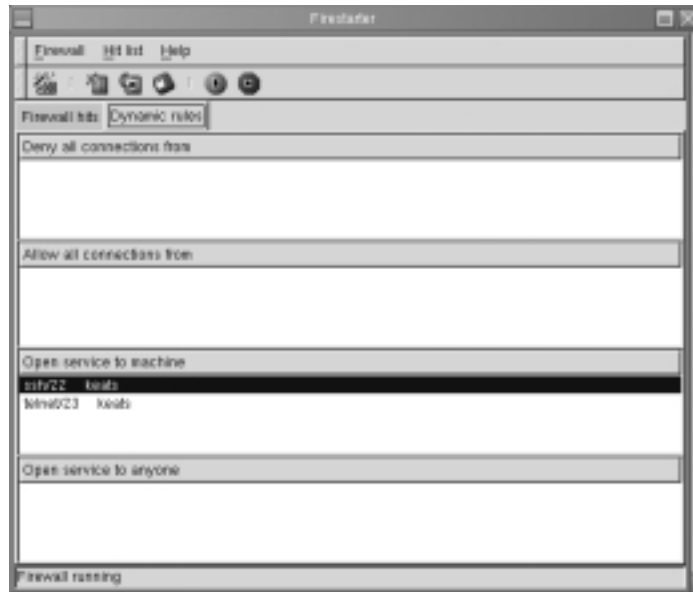 Firestarter
Firewall Hit list Help
Firewall hits Dynamic rules
Deny all connections from
Allow all connections from
Open service to machine
ssh/22 keats
telnet/23 keats
Open service to anyone
Firewall running